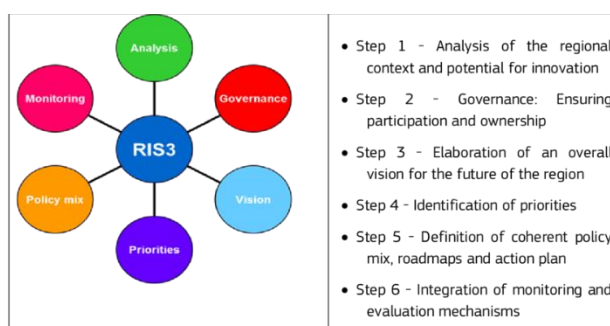 Analysis
Monitoring
Governance
RIS3
Policy mix
Vision
Priorities
• Step 1 - Analysis of the regional
context and potential for innovation
• Step 2 - Governance: Ensuring
participation and ownership
• Step 3 - Elaboration of an overall
vision for the future of the region
• Step 4 - Identification of priorities
• Step 5 - Definition of coherent policy
mix, roadmaps and action plan
• Step 6 - Integration of monitoring and
evaluation mechanisms